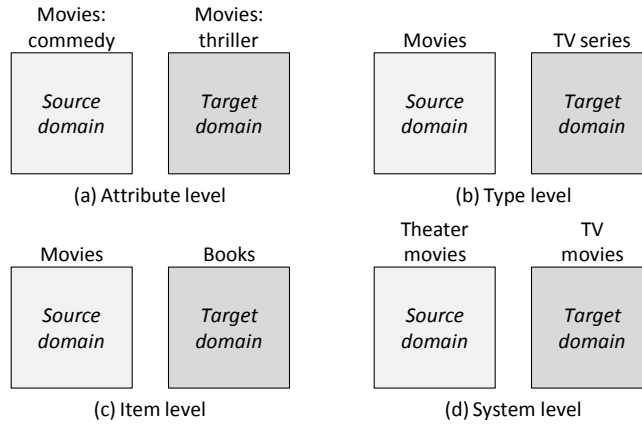 Movies:
commedy
Movies:
thriller
Source
domain
Target
domain
(a) Attribute level
Movies
TV series
Source
domain
Target
domain
(b) Type level
Movies
Books
Source
domain
Target
domain
(c) Item level
Theater
movies
TV
movies
Source
domain
Target
domain
(d) System level